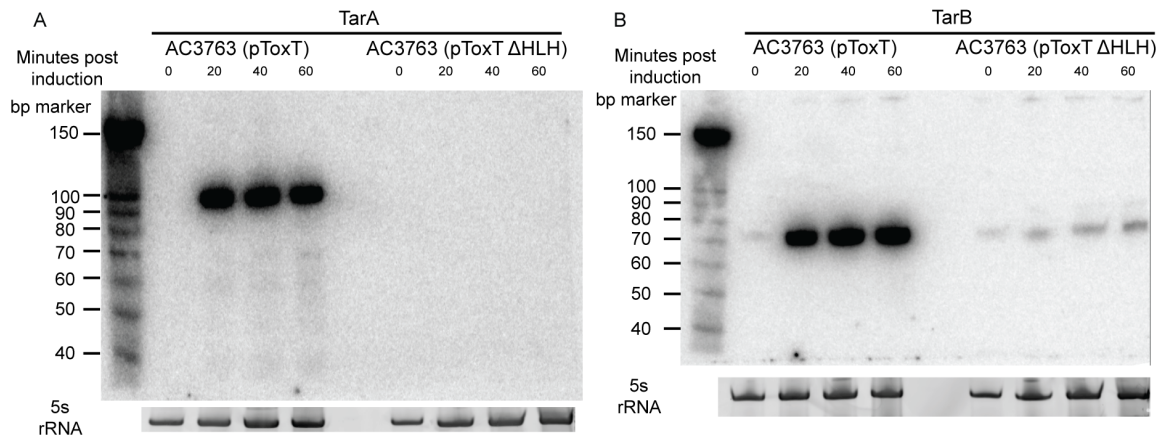 A
TarA
AC3763 (pToxT) AC3763 (pToxT ΔHLH)
Minutes post
induction
0 20 40 60 0 20 40 60
bp marker
150
100
90
80
70
60
50
40
5s
rRNA
B
TarB
AC3763 (pToxT) AC3763 (pToxT ΔHLH)
Minutes post
induction
0 20 40 60 0 20 40 60
bp marker
150
100
90
80
70
60
50
40
5s
rRNA